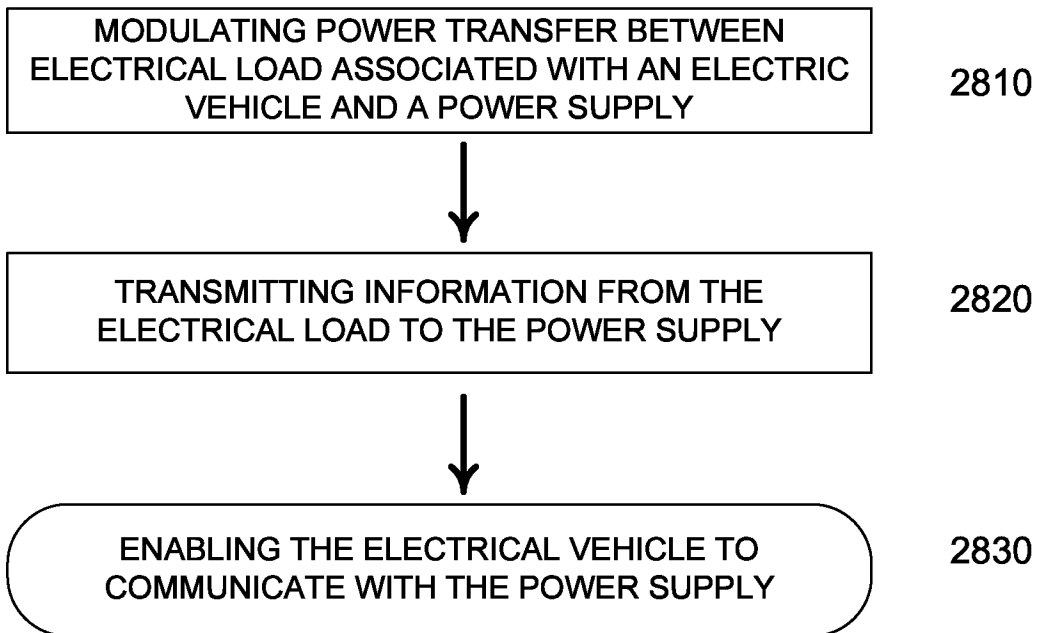 MODULATING POWER TRANSFER BETWEEN
ELECTRICAL LOAD ASSOCIATED WITH AN ELECTRIC
VEHICLE AND A POWER SUPPLY
2810
TRANSMITTING INFORMATION FROM THE
ELECTRICAL LOAD TO THE POWER SUPPLY
2820
ENABLING THE ELECTRICAL VEHICLE TO
COMMUNICATE WITH THE POWER SUPPLY
2830